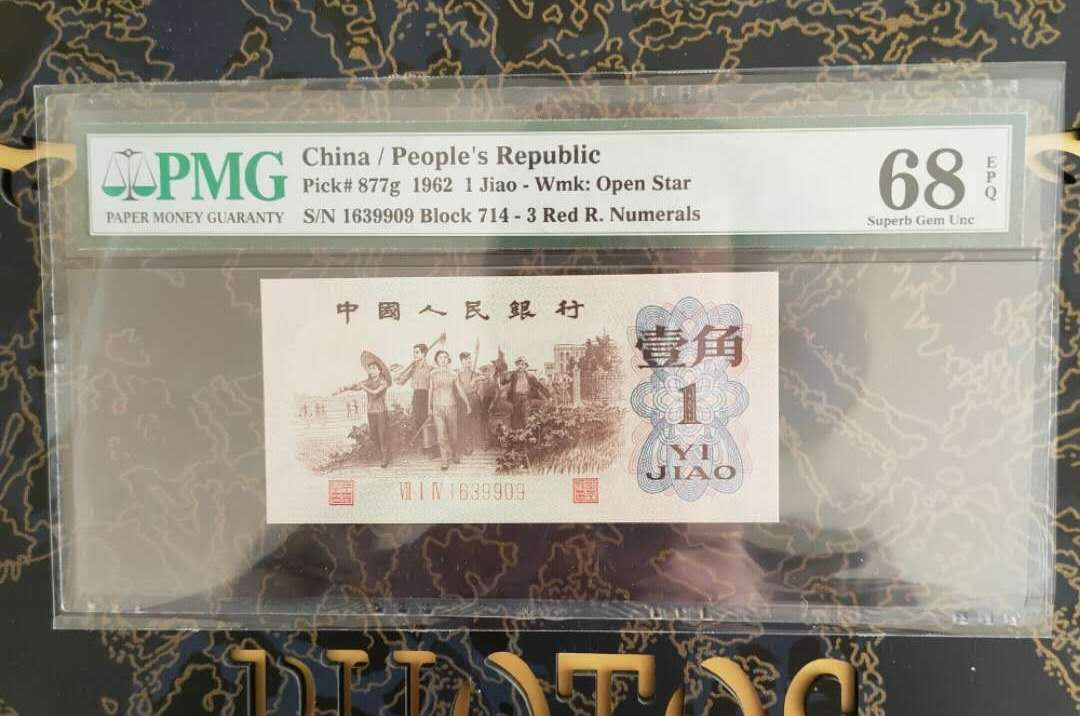 PMG
PAPER MONEY GUARANTY
China / People's Republic
Pick# 877g 1962 1 Jiao - Wmk: Open Star
S/N 1639909 Block 714 - 3 Red R. Numerals
68
EPQ
Superb Gem Unc
中國人民銀行
壹角
1
YI
JIAO
VII I IV 1639909
PHOTOS